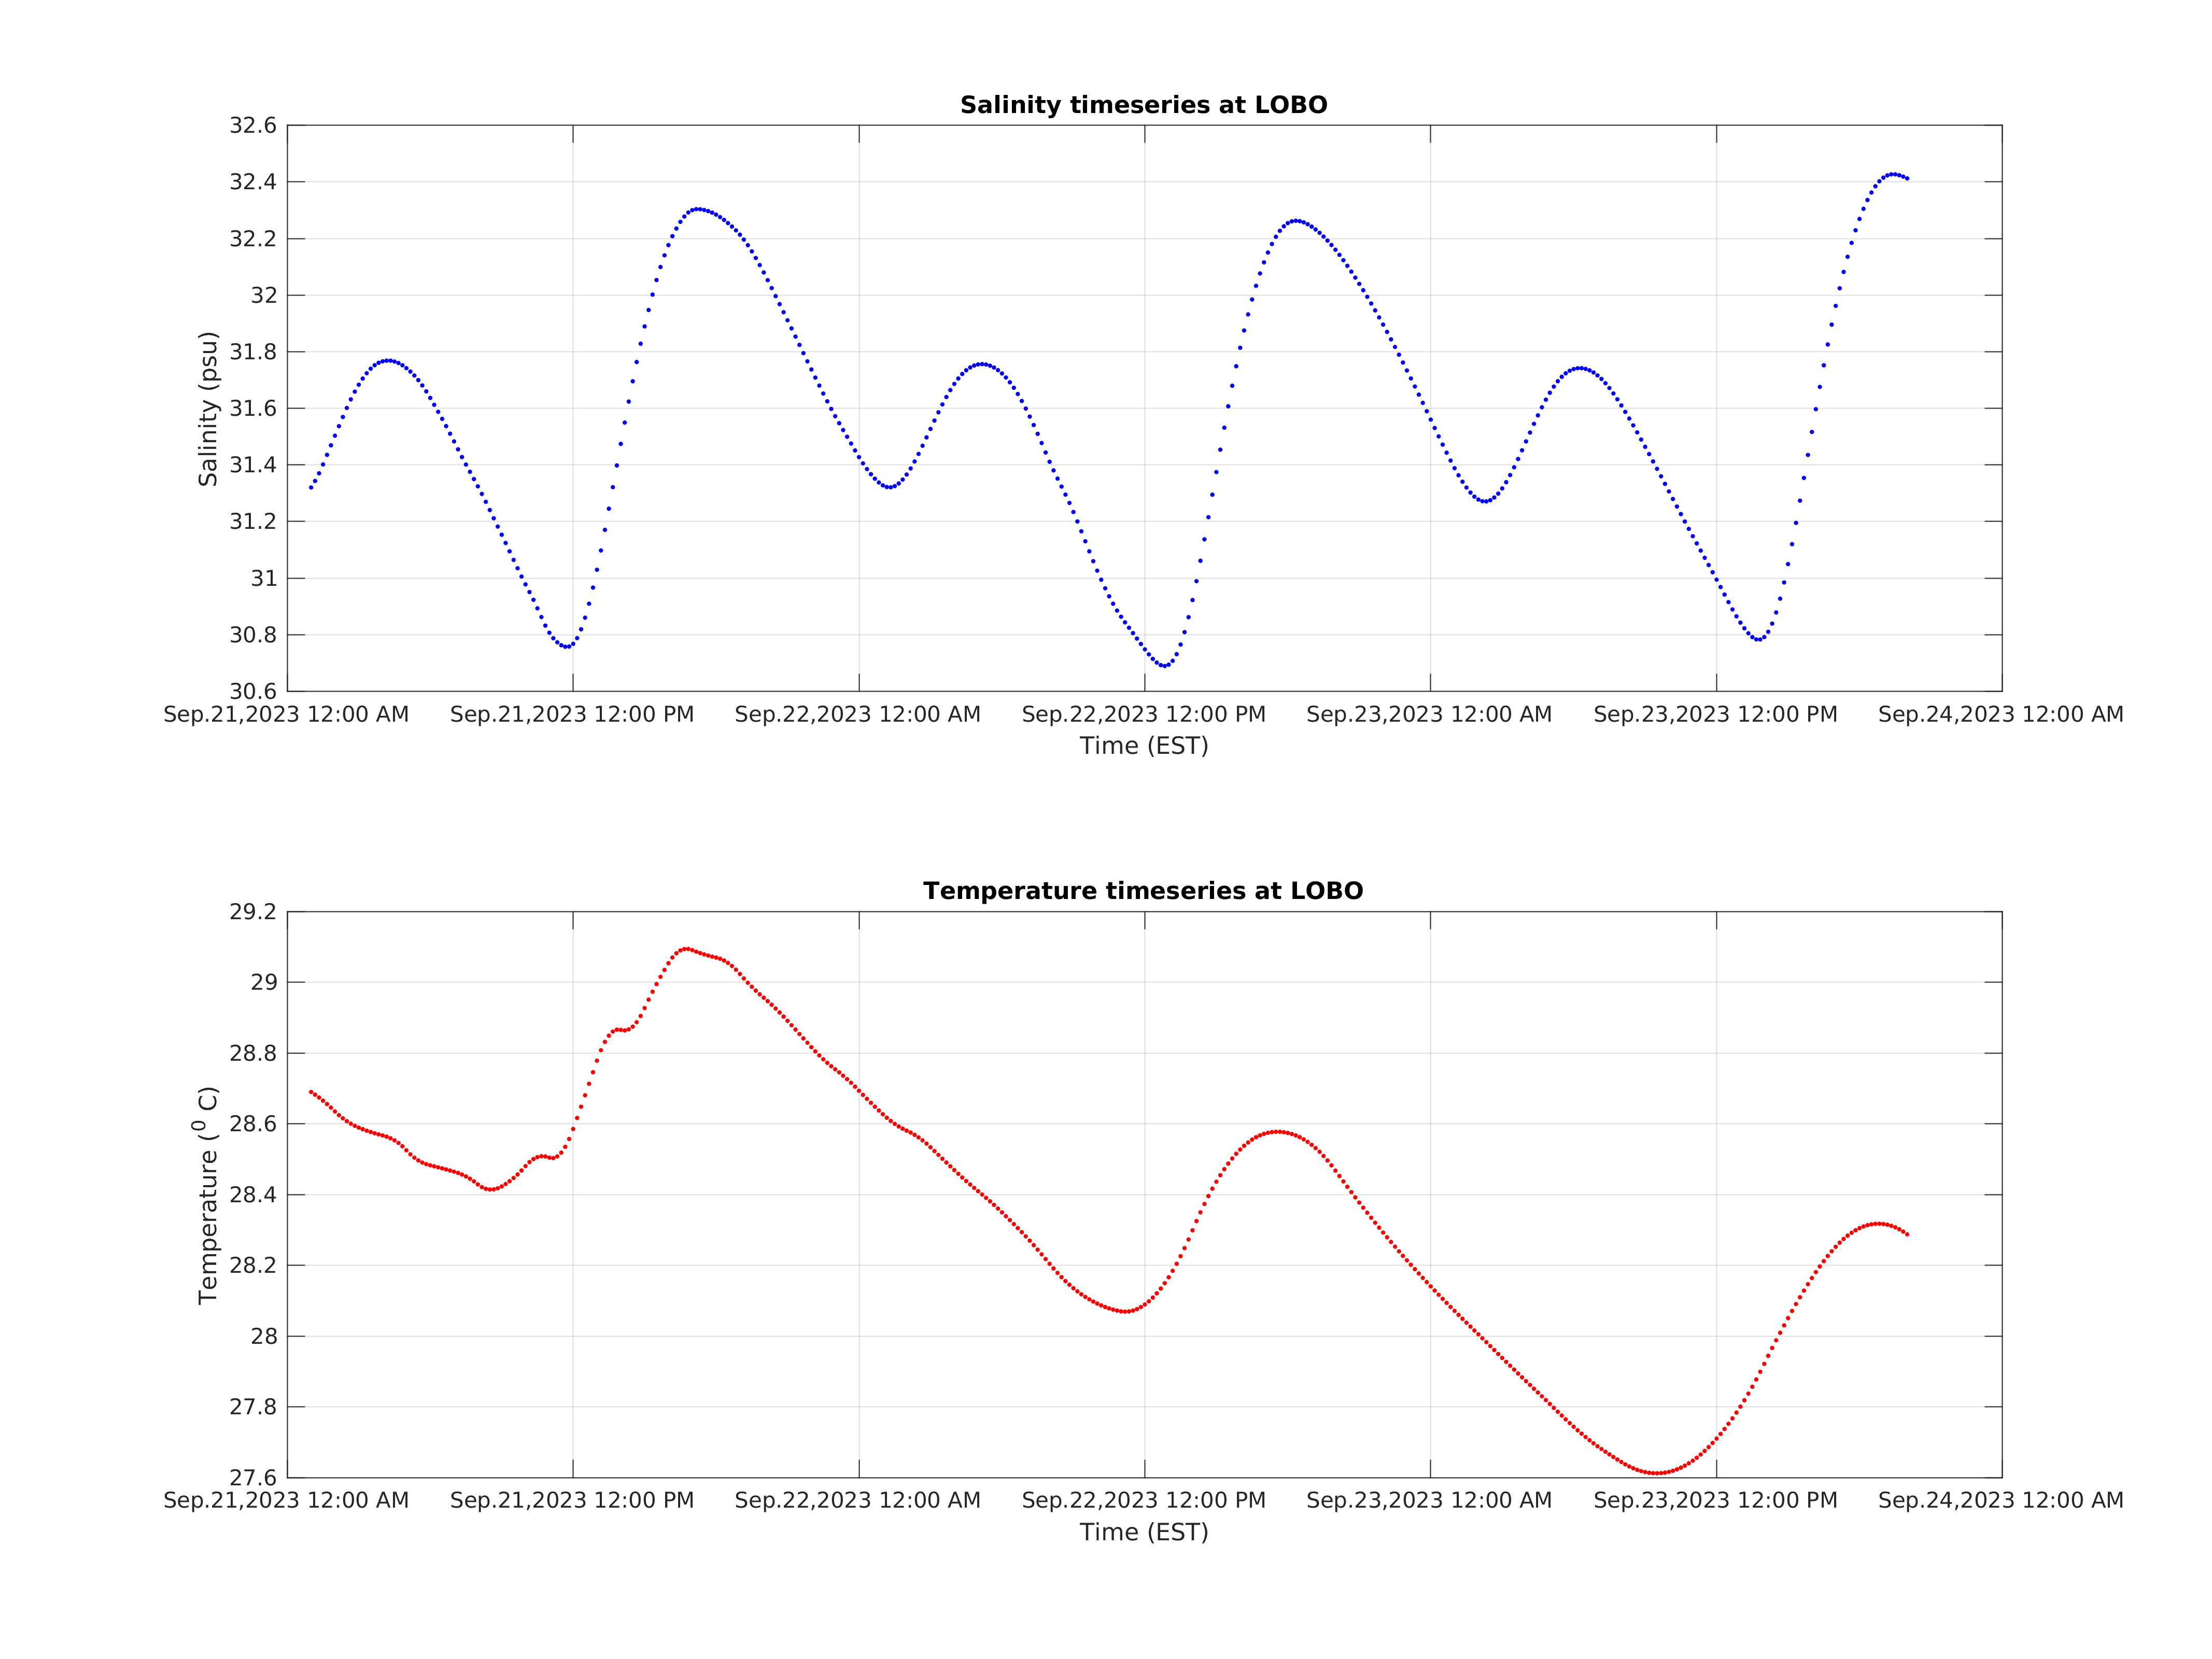 Salinity timeseries at LOBO
32.6
32.4
32.2
32
31.8
31.6
31.4
31.2
31
30.8
30.6
Salinity (psu)
Sep.21,2023 12:00 AM Sep.21,2023 12:00 PM Sep.22,2023 12:00 AM Sep.22,2023 12:00 PM Sep.23,2023 12:00 AM Sep.23,2023 12:00 PM Sep.24,2023 12:00 AM
Time (EST)
Temperature timeseries at LOBO
29.2
29
28.8
28.6
28.4
28.2
28
27.8
27.6
Temperature (⁰ C)
Sep.21,2023 12:00 AM Sep.21,2023 12:00 PM Sep.22,2023 12:00 AM Sep.22,2023 12:00 PM Sep.23,2023 12:00 AM Sep.23,2023 12:00 PM Sep.24,2023 12:00 AM
Time (EST)